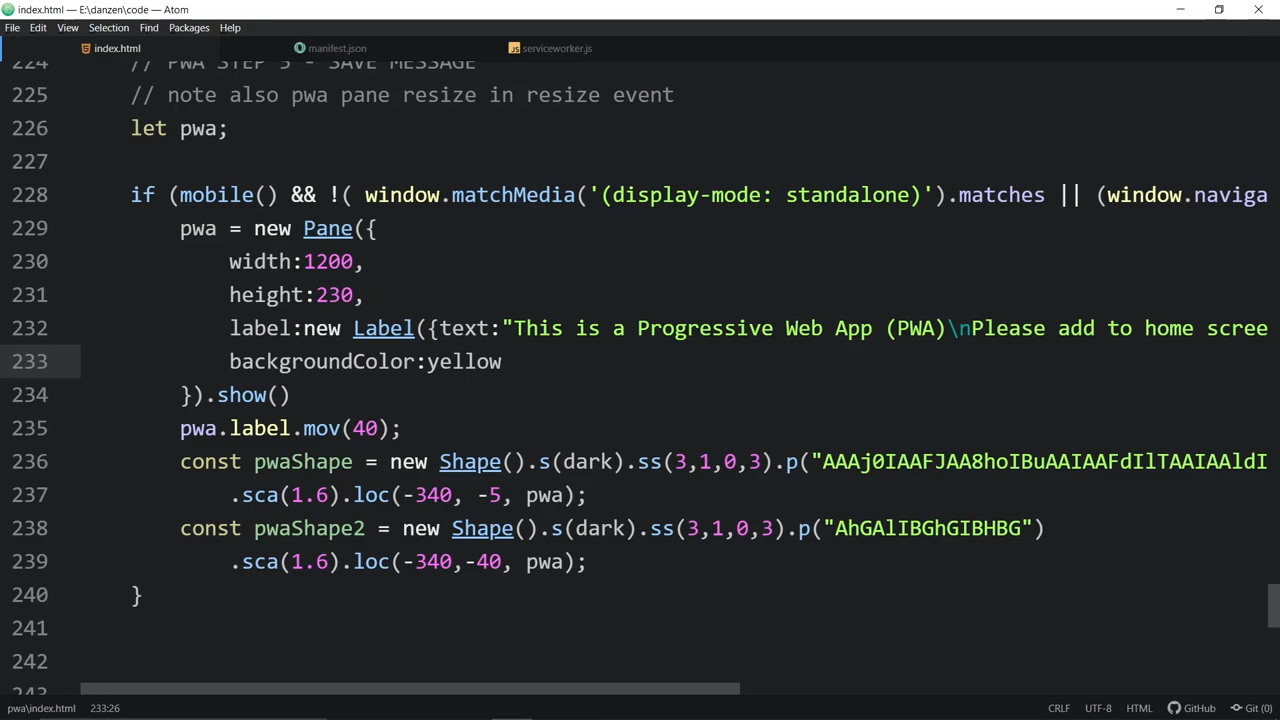 index.html — E:\danzen\code — Atom
File Edit View Selection Find Packages Help
index.html manifest.json JS serviceworker.js
224 // PWA STEP 5 - SAVE MESSAGE
225 // note also pwa pane resize in resize event
226 let pwa;
227
228 if (mobile() && !( window.matchMedia('(display-mode: standalone)').matches || (window.naviga
229 pwa = new Pane({
230 width:1200,
231 height:230,
232 label:new Label({text:"This is a Progressive Web App (PWA)\nPlease add to home scree
233 backgroundColor:yellow
234 }).show()
235 pwa.label.mov(40);
236 const pwaShape = new Shape().s(dark).ss(3,1,0,3).p("AAAj0IAAFJAA8hoIBuAAIAAFdIlTAAIAAldI
237 .sca(1.6).loc(-340, -5, pwa);
238 const pwaShape2 = new Shape().s(dark).ss(3,1,0,3).p("AhGAlIBGhGIBHBG")
239 .sca(1.6).loc(-340,-40, pwa);
240 }
241
242
243
pwa\index.html 233:26 CRLF UTF-8 HTML GitHub Git (0)